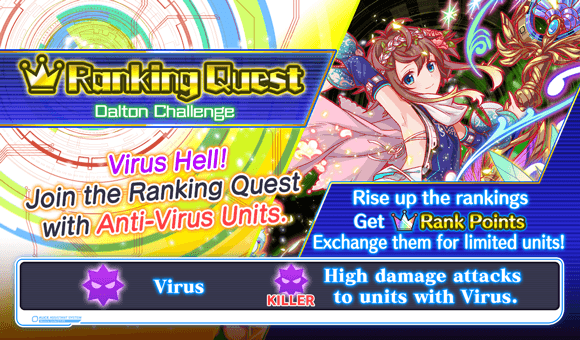 Ranking Quest
Dalton Challenge
Virus Hell!
Join the Ranking Quest
with Anti-Virus Units.
Rise up the rankings
Get Rank Points
Exchange them for limited units!
Virus
KILLER
High damage attacks
to units with Virus.